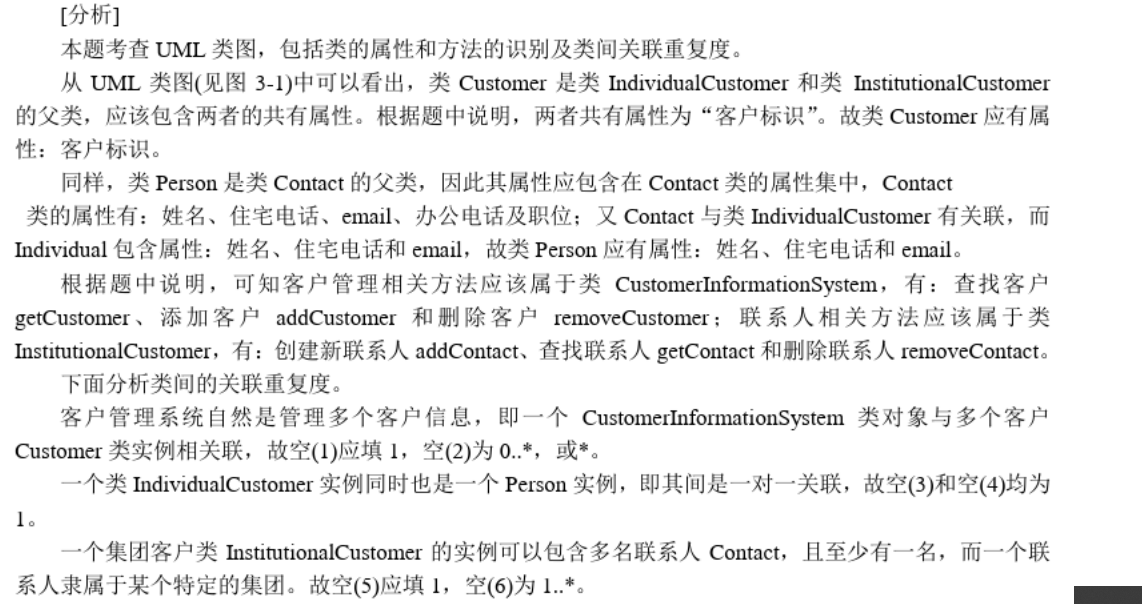 [分析]
本题考查 UML 类图，包括类的属性和方法的识别及类间关联重复度。
从 UML 类图(见图 3-1)中可以看出，类 Customer 是类 IndividualCustomer 和类 InstitutionalCustomer
的父类，应该包含两者的共有属性。根据题中说明，两者共有属性为“客户标识”。故类 Customer 应有属
性：客户标识。
同样，类 Person 是类 Contact 的父类，因此其属性应包含在 Contact 类的属性集中，Contact
类的属性有：姓名、住宅电话、email、办公电话及职位；又 Contact 与类 IndividualCustomer 有关联，而
Individual 包含属性：姓名、住宅电话和 email，故类 Person 应有属性：姓名、住宅电话和 email。
根据题中说明，可知客户管理相关方法应该属于类 CustomerInformationSystem，有：查找客户
getCustomer、添加客户 addCustomer 和删除客户 removeCustomer；联系人相关方法应该属于类
InstitutionalCustomer，有：创建新联系人 addContact、查找联系人 getContact 和删除联系人 removeContact。
下面分析类间的关联重复度。
客户管理系统自然是管理多个客户信息，即一个 CustomerInformationSystem 类对象与多个客户
Customer 类实例相关联，故空(1)应填 1，空(2)为 0..*，或*。
一个类 IndividualCustomer 实例同时也是一个 Person 实例，即其间是一对一关联，故空(3)和空(4)均为
1。
一个集团客户类 InstitutionalCustomer 的实例可以包含多名联系人 Contact，且至少有一名，而一个联
系人隶属于某个特定的集团。故空(5)应填 1，空(6)为 1..*。